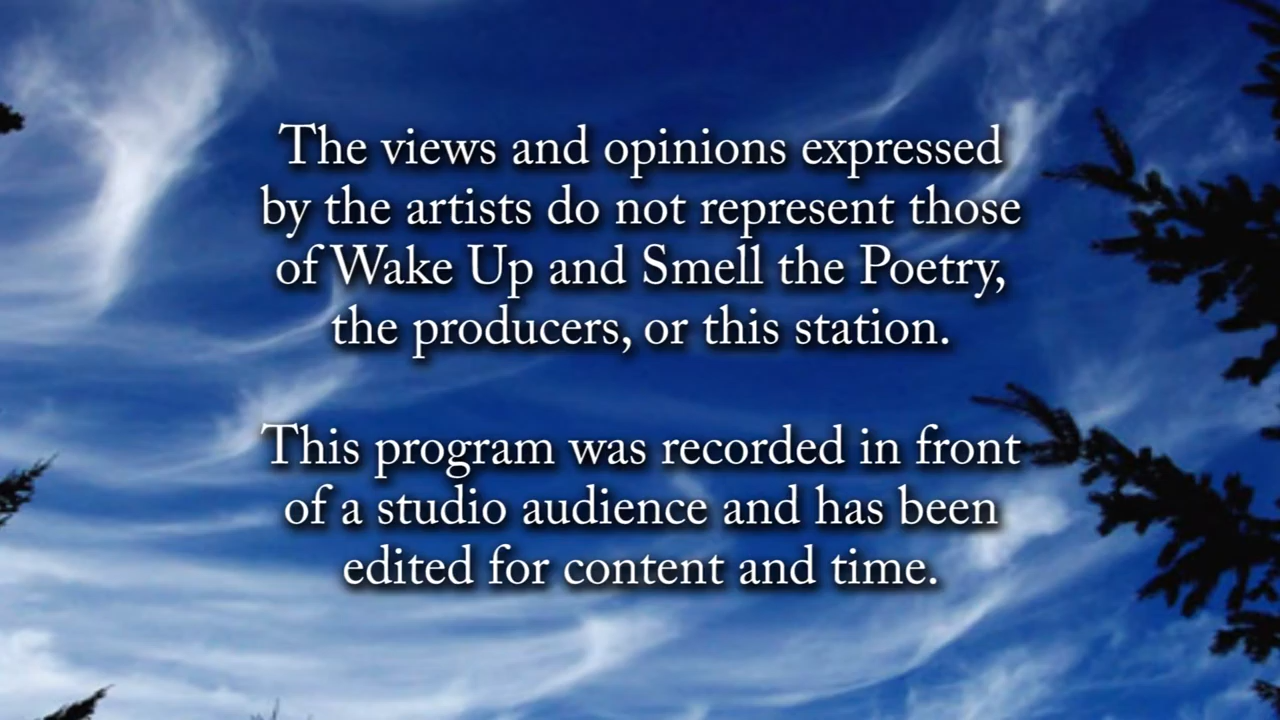 The views and opinions expressed
by the artists do not represent those
of Wake Up and Smell the Poetry,
the producers, or this station.
This program was recorded in front
of a studio audience and has been
edited for content and time.